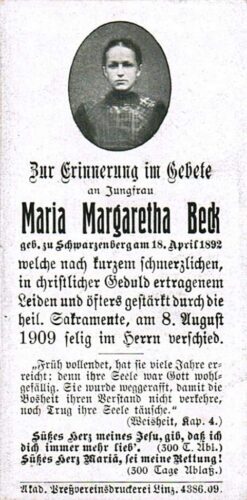 Zur Erinnerung im Gebete
an Jungfrau
Maria Margaretha Beck
geb. zu Schwarzenberg am 18. April 1892
welche nach kurzem schmerzlichen,
in christlicher Geduld ertragenem
Leiden und öfters gestärkt durch die
heil. Sakramente, am 8. August
1909 selig im Herrn verschied.
„Früh vollendet, hat sie viele Jahre er-
reicht; denn ihre Seele war Gott wohl-
gefällig. Sie wurde weggerafft, damit die
Bosheit ihren Verstand nicht verkehre,
noch Trug ihre Seele täusche.“
(Weisheit, Kap. 4.)
Süßes Herz meines Jesu, gib, daß ich
dich immer mehr lieb'. (300 T. Abl.)
Süßes Herz Mariä, sei meine Rettung!
(300 Tage Ablaß.)
Akad. Preßvereinsdruckerei Linz, 4386.09.